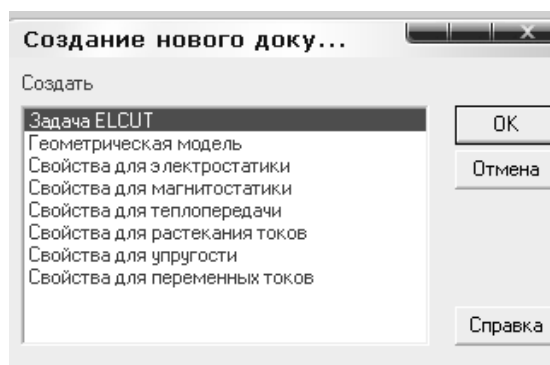 Создание нового доку...
Создать
Задача ELCUT
Геометрическая модель
Свойства для электростатики
Свойства для магнитостатики
Свойства для теплопередачи
Свойства для растекания токов
Свойства для упругости
Свойства для переменных токов
OK
Отмена
Справка